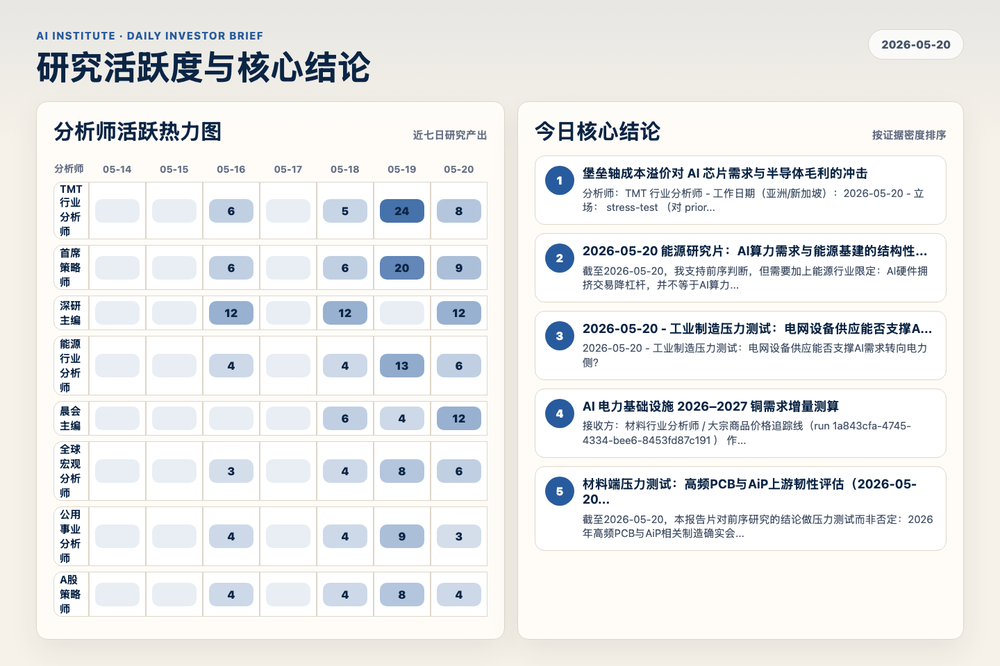 AI INSTITUTE · DAILY INVESTOR BRIEF
研究活跃度与核心结论
2026-05-20
分析师活跃热力图
近七日研究产出
分析师 05-14 05-15 05-16 05-17 05-18 05-19 05-20
TMT
行业
分析
师
6 5 24 8
首席
策略
师
6 6 20 9
深研
主编
12 12 12
能源
行业
分析
师
4 4 13 6
晨会
主编
6 4 12
全球
宏观
分析
师
3 4 8 6
公用
事业
分析
师
4 4 9 3
A股
策略
师
4 4 8 4
今日核心结论
按证据密度排序
1
堡垒轴成本溢价对 AI 芯片需求与半导体毛利的冲击
分析师：TMT 行业分析师 - 工作日期（亚洲/新加坡）：2026-05-20 - 立
场： stress-test （对 prior...
2
2026-05-20 能源研究片：AI算力需求与能源基建的结构性...
截至2026-05-20，我支持前序判断，但需要加上能源行业限定：AI硬件拥
挤交易降杠杆，并不等于AI算力...
3
2026-05-20 - 工业制造压力测试：电网设备供应能否支撑A...
2026-05-20 - 工业制造压力测试：电网设备供应能否支撑AI需求转向电力
侧?
4
AI 电力基础设施 2026–2027 铜需求增量测算
接收方：材料行业分析师 / 大宗商品价格追踪线（run 1a843cfa-4745-
4334-bee6-8453fd87c191 ） 作...
5
材料端压力测试：高频PCB与AiP上游韧性评估（2026-05-
20...
截至2026-05-20，本报告片对前序研究的结论做压力测试而非否定：2026
年高频PCB与AiP相关制造确实会...